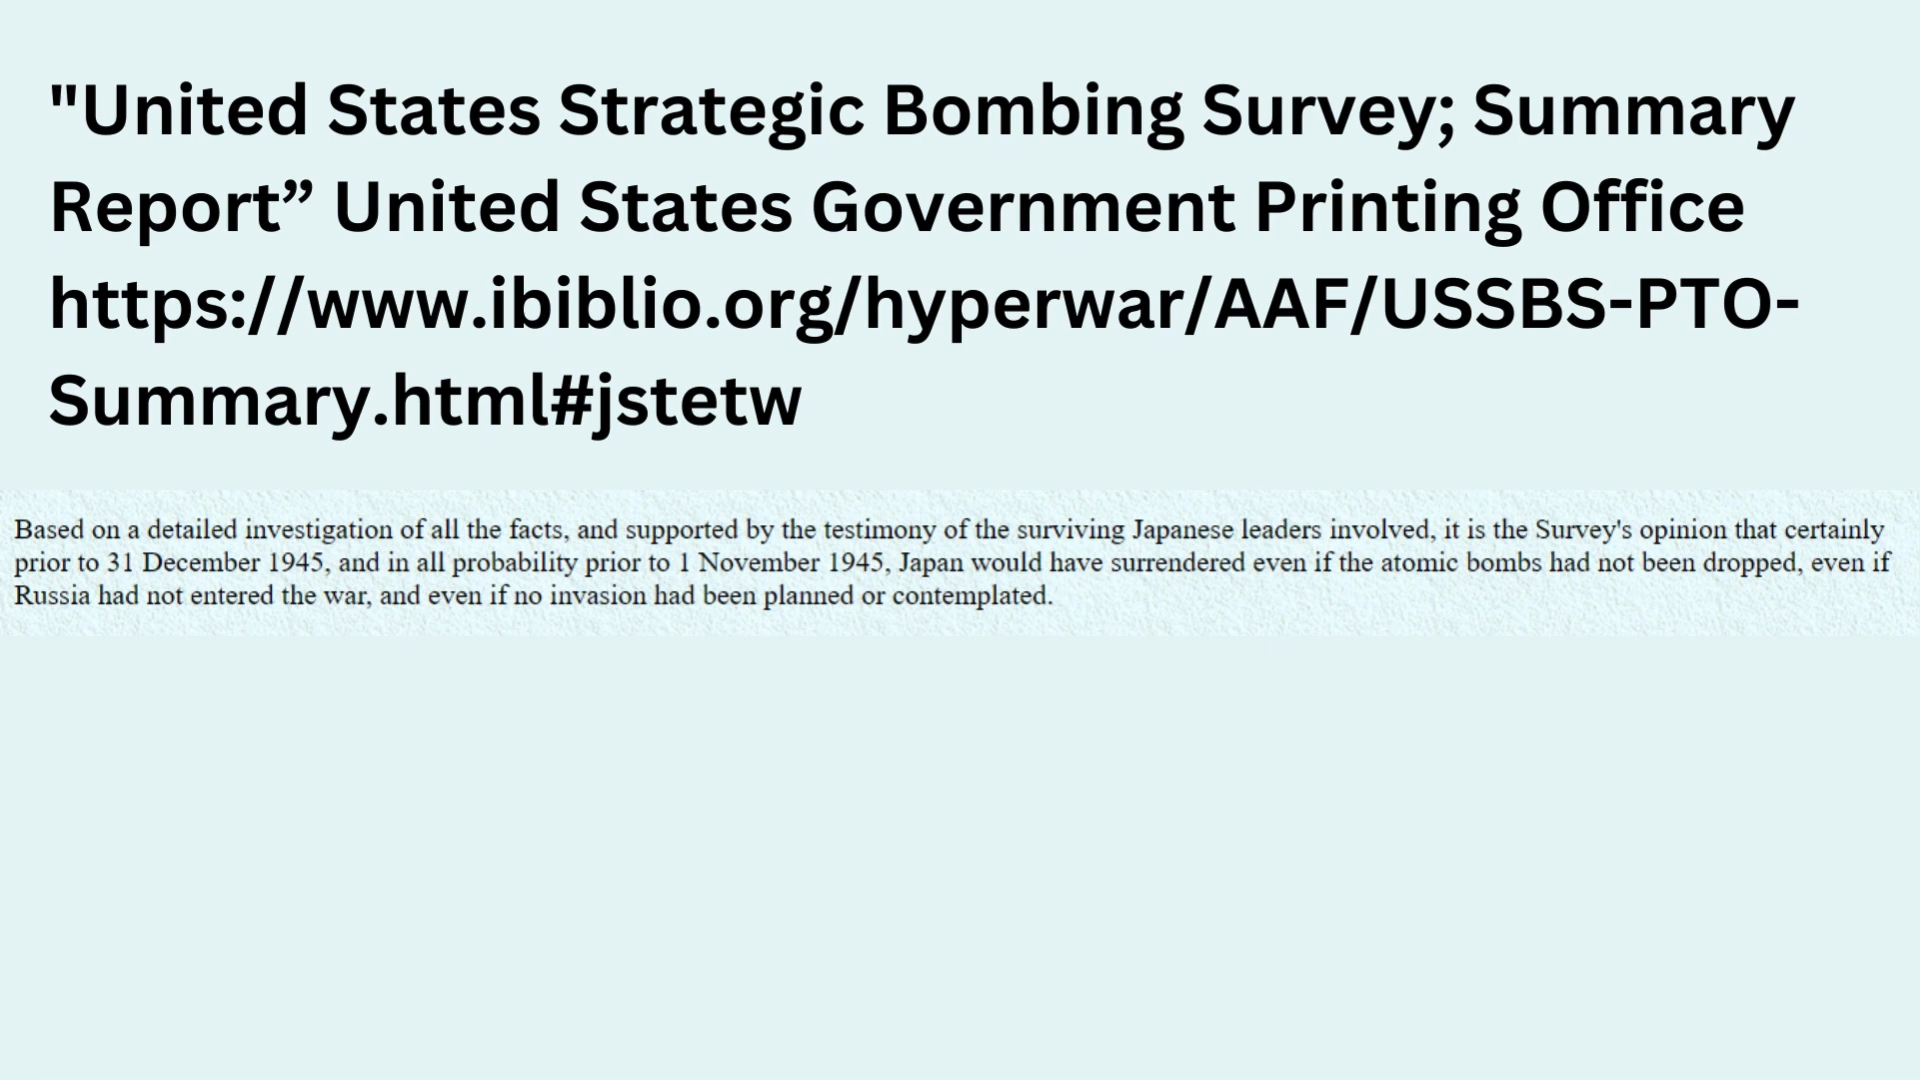 "United States Strategic Bombing Survey; Summary
Report” United States Government Printing Office
https://www.ibiblio.org/hyperwar/AAF/USSBS-PTO-
Summary.html#jstetw
Based on a detailed investigation of all the facts, and supported by the testimony of the surviving Japanese leaders involved, it is the Survey's opinion that certainly
prior to 31 December 1945, and in all probability prior to 1 November 1945, Japan would have surrendered even if the atomic bombs had not been dropped, even if
Russia had not entered the war, and even if no invasion had been planned or contemplated.